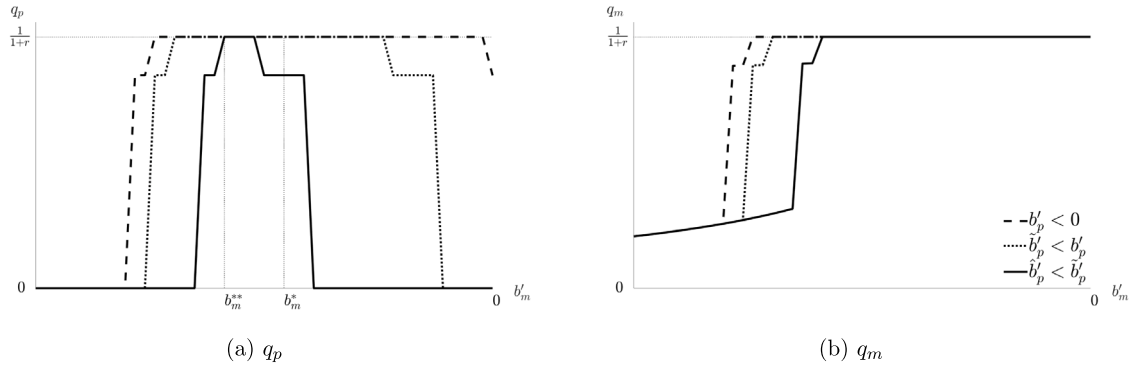 q_p
1/(1+r)
0
b_m^{**}
b_m^*
0
b'_m
(a) q_p
q_m
1/(1+r)
b'_p < 0
b̃'_p < b'_p
b̂'_p < b̃'_p
0
0
b'_m
(b) q_m